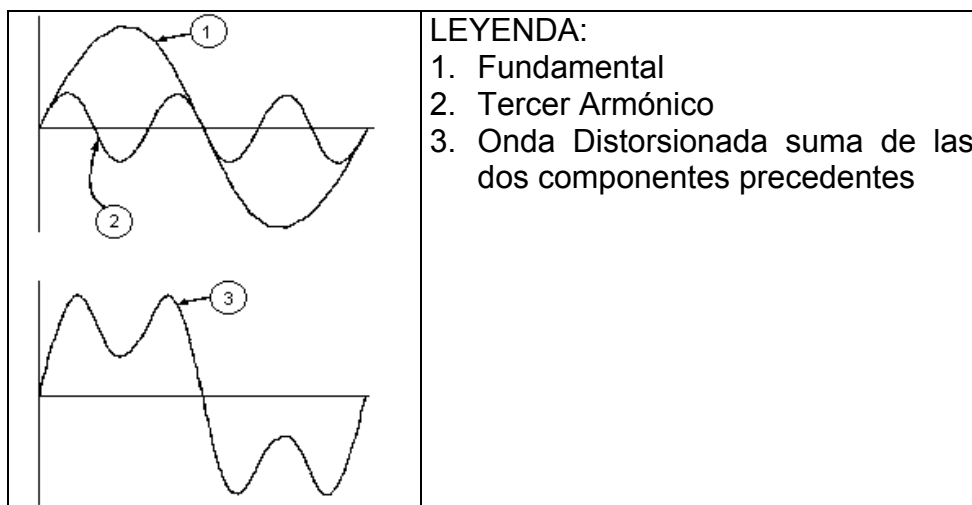 1
2
3
LEYENDA:
1. Fundamental
2. Tercer Armónico
3. Onda Distorsionada suma de las
dos componentes precedentes